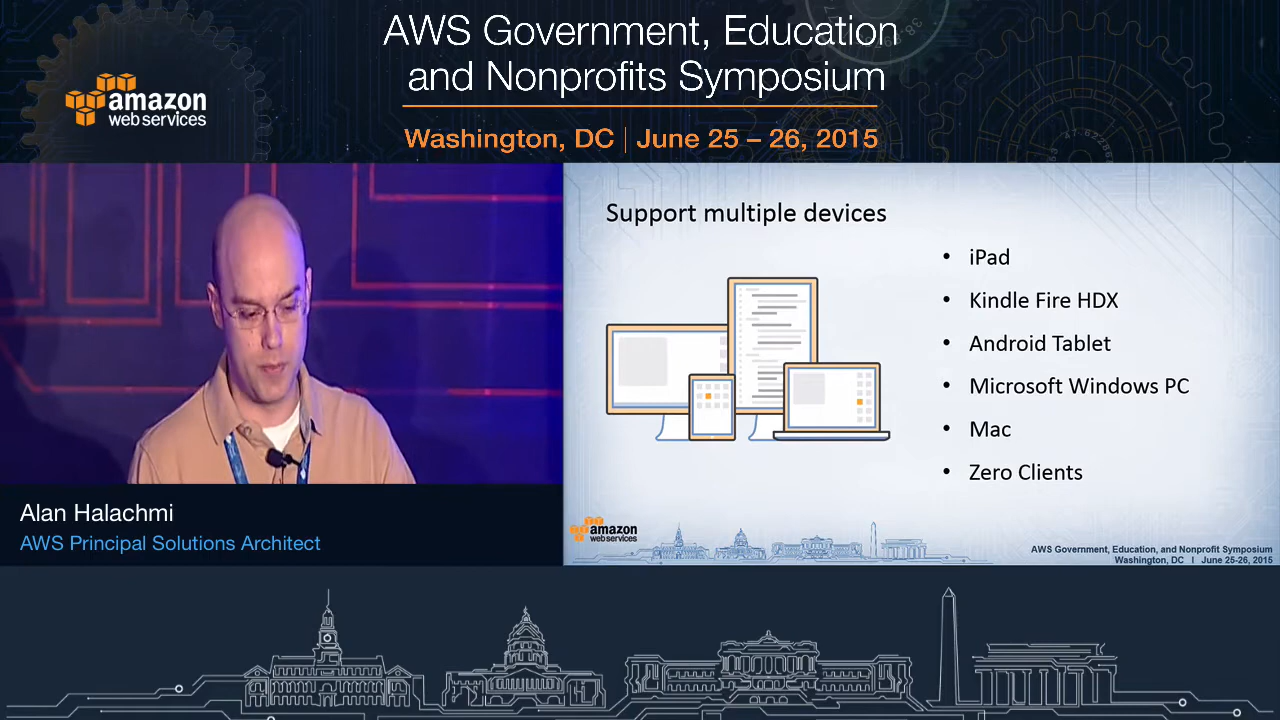 AWS Government, Education
and Nonprofits Symposium
amazon
web services
Washington, DC | June 25 – 26, 2015
Support multiple devices
• iPad
• Kindle Fire HDX
• Android Tablet
• Microsoft Windows PC
• Mac
• Zero Clients
Alan Halachmi
AWS Principal Solutions Architect
amazon
web services
AWS Government, Education, and Nonprofit Symposium
Washington, DC | June 25-26, 2015